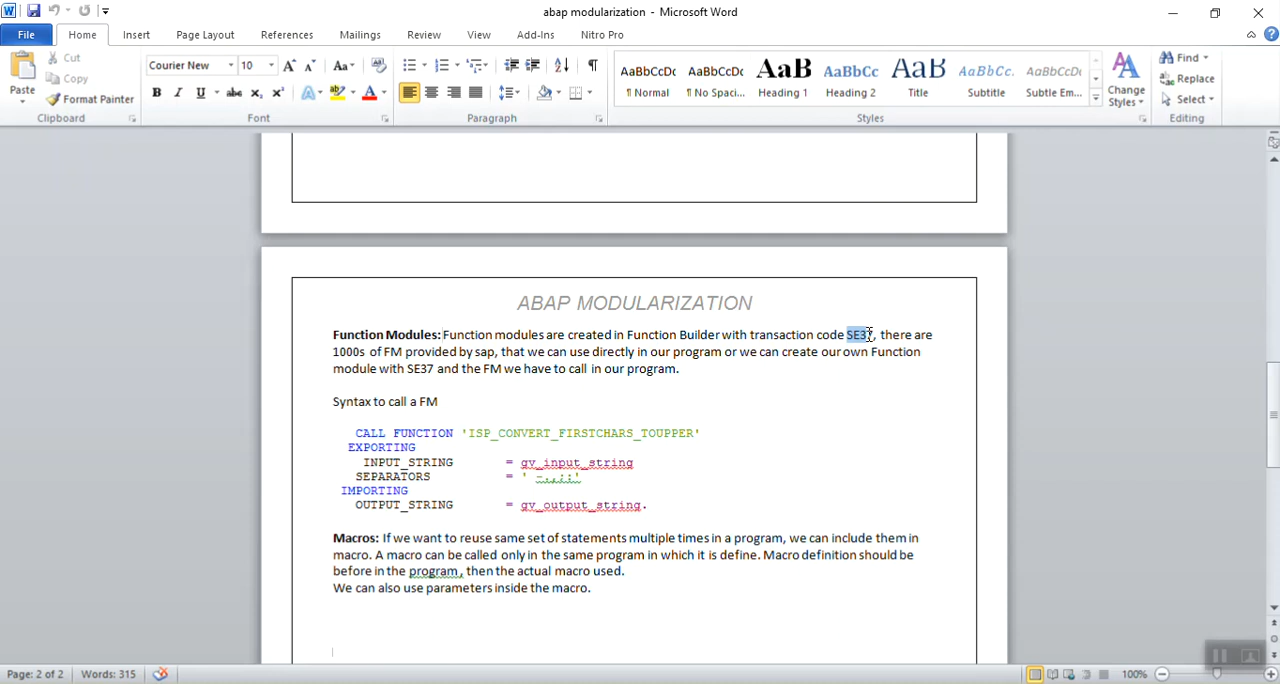 abap modularization - Microsoft Word
File Home Insert Page Layout References Mailings Review View Add-Ins Nitro Pro
Paste
Cut
Copy
Format Painter
Clipboard
Courier New 10
Font
Paragraph
AaBbCcDc AaBbCcDc AaB AaBbCc AaB AaBbCc. AaBbCcDc
¶ Normal ¶ No Spaci... Heading 1 Heading 2 Title Subtitle Subtle Em...
Styles
Change
Styles
Find
Replace
Select
Editing
ABAP MODULARIZATION
Function Modules: Function modules are created in Function Builder with transaction code SE37, there are
1000s of FM provided by sap, that we can use directly in our program or we can create our own Function
module with SE37 and the FM we have to call in our program.
Syntax to call a FM
CALL FUNCTION 'ISP_CONVERT_FIRSTCHARS_TOUPPER'
EXPORTING
INPUT_STRING = gv_input_string
SEPARATORS = ' -.,;:'
IMPORTING
OUTPUT_STRING = gv_output_string.
Macros: If we want to reuse same set of statements multiple times in a program, we can include them in
macro. A macro can be called only in the same program in which it is define. Macro definition should be
before in the program, then the actual macro used.
We can also use parameters inside the macro.
Page: 2 of 2 Words: 315 100%